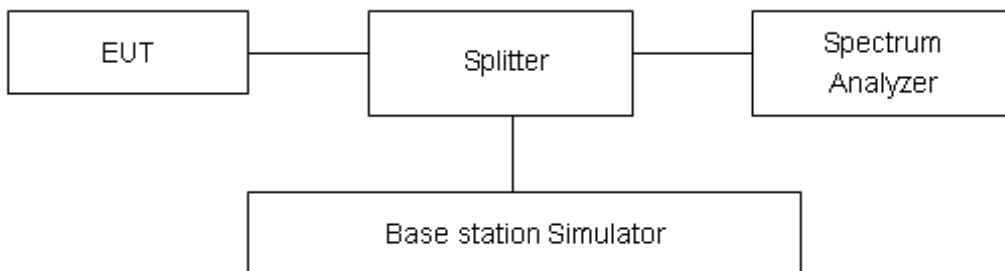 EUT
Splitter
Spectrum
Analyzer
Base station Simulator